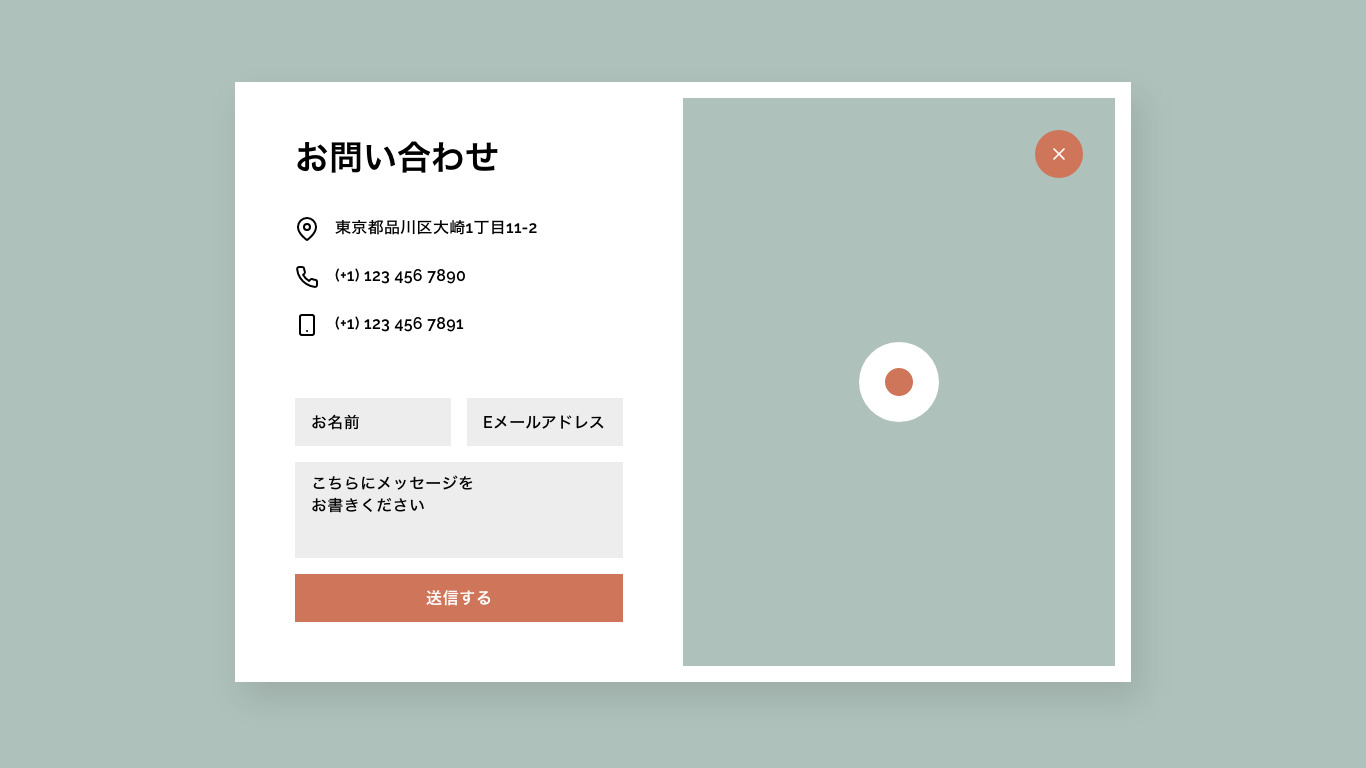 お問い合わせ
東京都品川区大崎1丁目11-2
(+1) 123 456 7890
(+1) 123 456 7891
お名前
Eメールアドレス
こちらにメッセージを
お書きください
送信する